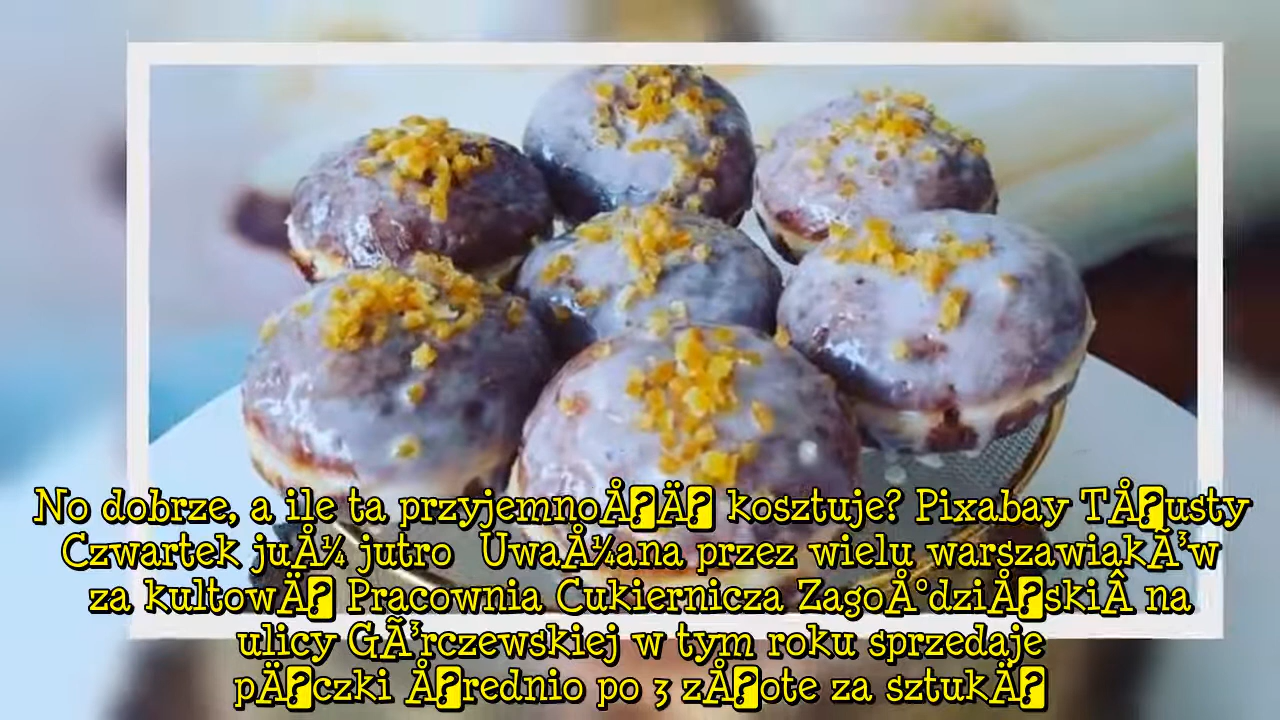 No dobrze, a ile ta przyjemnoÅ�Ä� kosztuje? Pixabay TÅ�usty
Czwartek juÅ¼ jutro  UwaÅ¼ana przez wielu warszawiakÃ³w
za kultowÄ� Pracownia Cukiernicza ZagoÅºdziÅ�skiÂ na
ulicy GÃ³rczewskiej w tym roku sprzedaje
pÄ�czki Å�rednio po 3 zÅ�ote za sztukÄ�